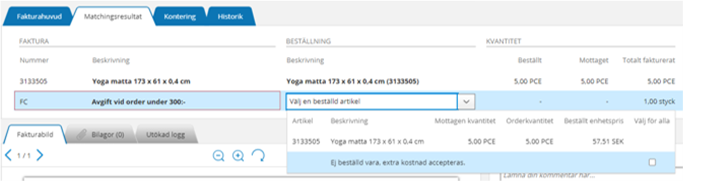 Fakturahuvud Matchningsresultat Kontering Historik
FAKTURA BESTÄLLNING KVANTITET
Nummer Beskrivning Beskrivning Beställt Mottaget Totalt fakturerat
3133505 Yoga matta 173 x 61 x 0,4 cm Yoga matta 173 x 61 x 0,4 cm (3133505) 5,00 PCE 5,00 PCE 5,00 PCE
FC Avgift vid order under 300:- Välj en beställd artikel - - 1,00 styck
Artikel Beskrivning Mottagen kvantitet Orderkvantitet Beställt enhetspris Välj för alla
Fakturabild Bilagor (0) Utökad logg
3133505 Yoga matta 173 x 61 x 0,4 cm 5,00 PCE 5,00 PCE 57,51 SEK
1 / 1
Ej beställd vara, extra kostnad accepteras.
Lämna din kommentar här...